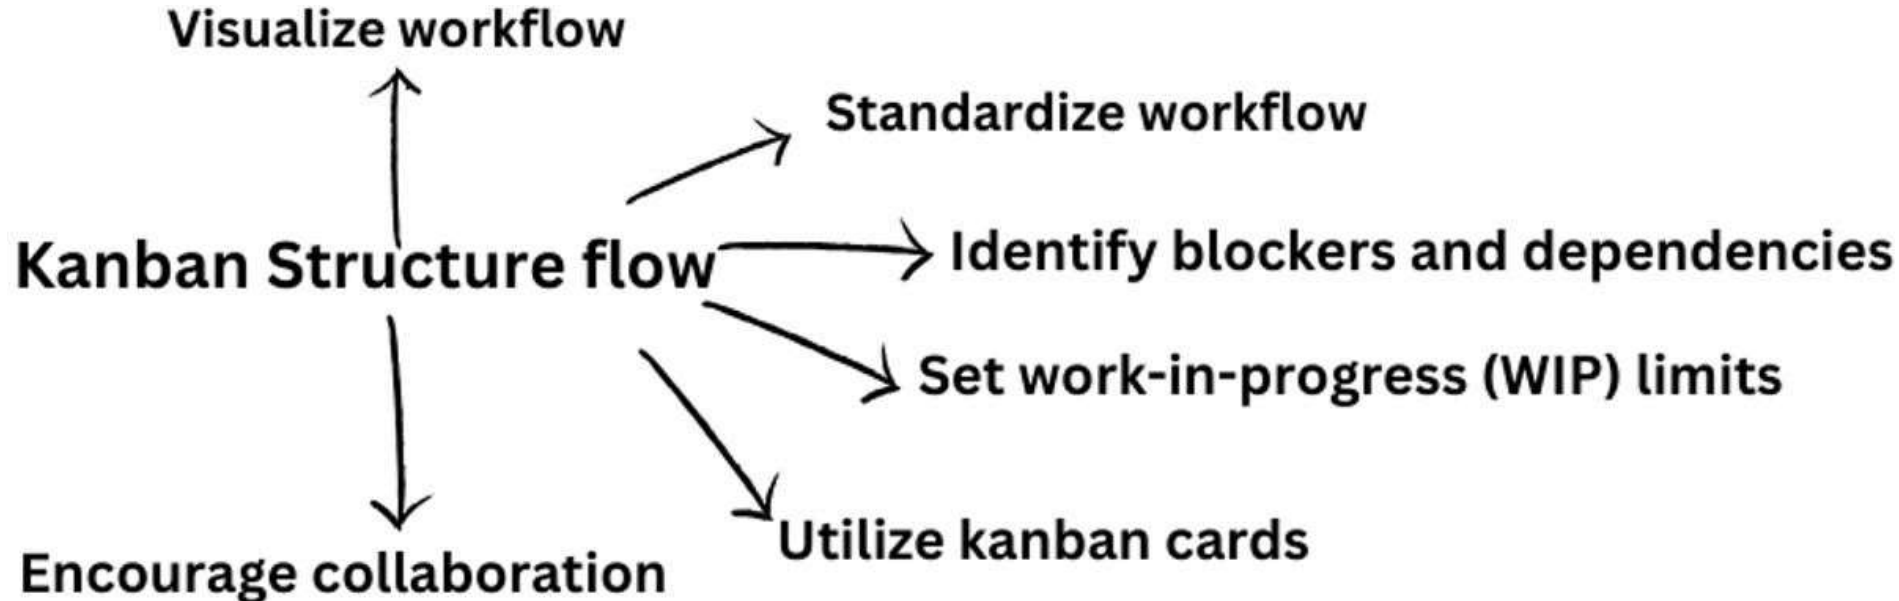 Visualize workflow
Standardize workflow
Kanban Structure flow
Identify blockers and dependencies
Set work-in-progress (WIP) limits
Utilize kanban cards
Encourage collaboration